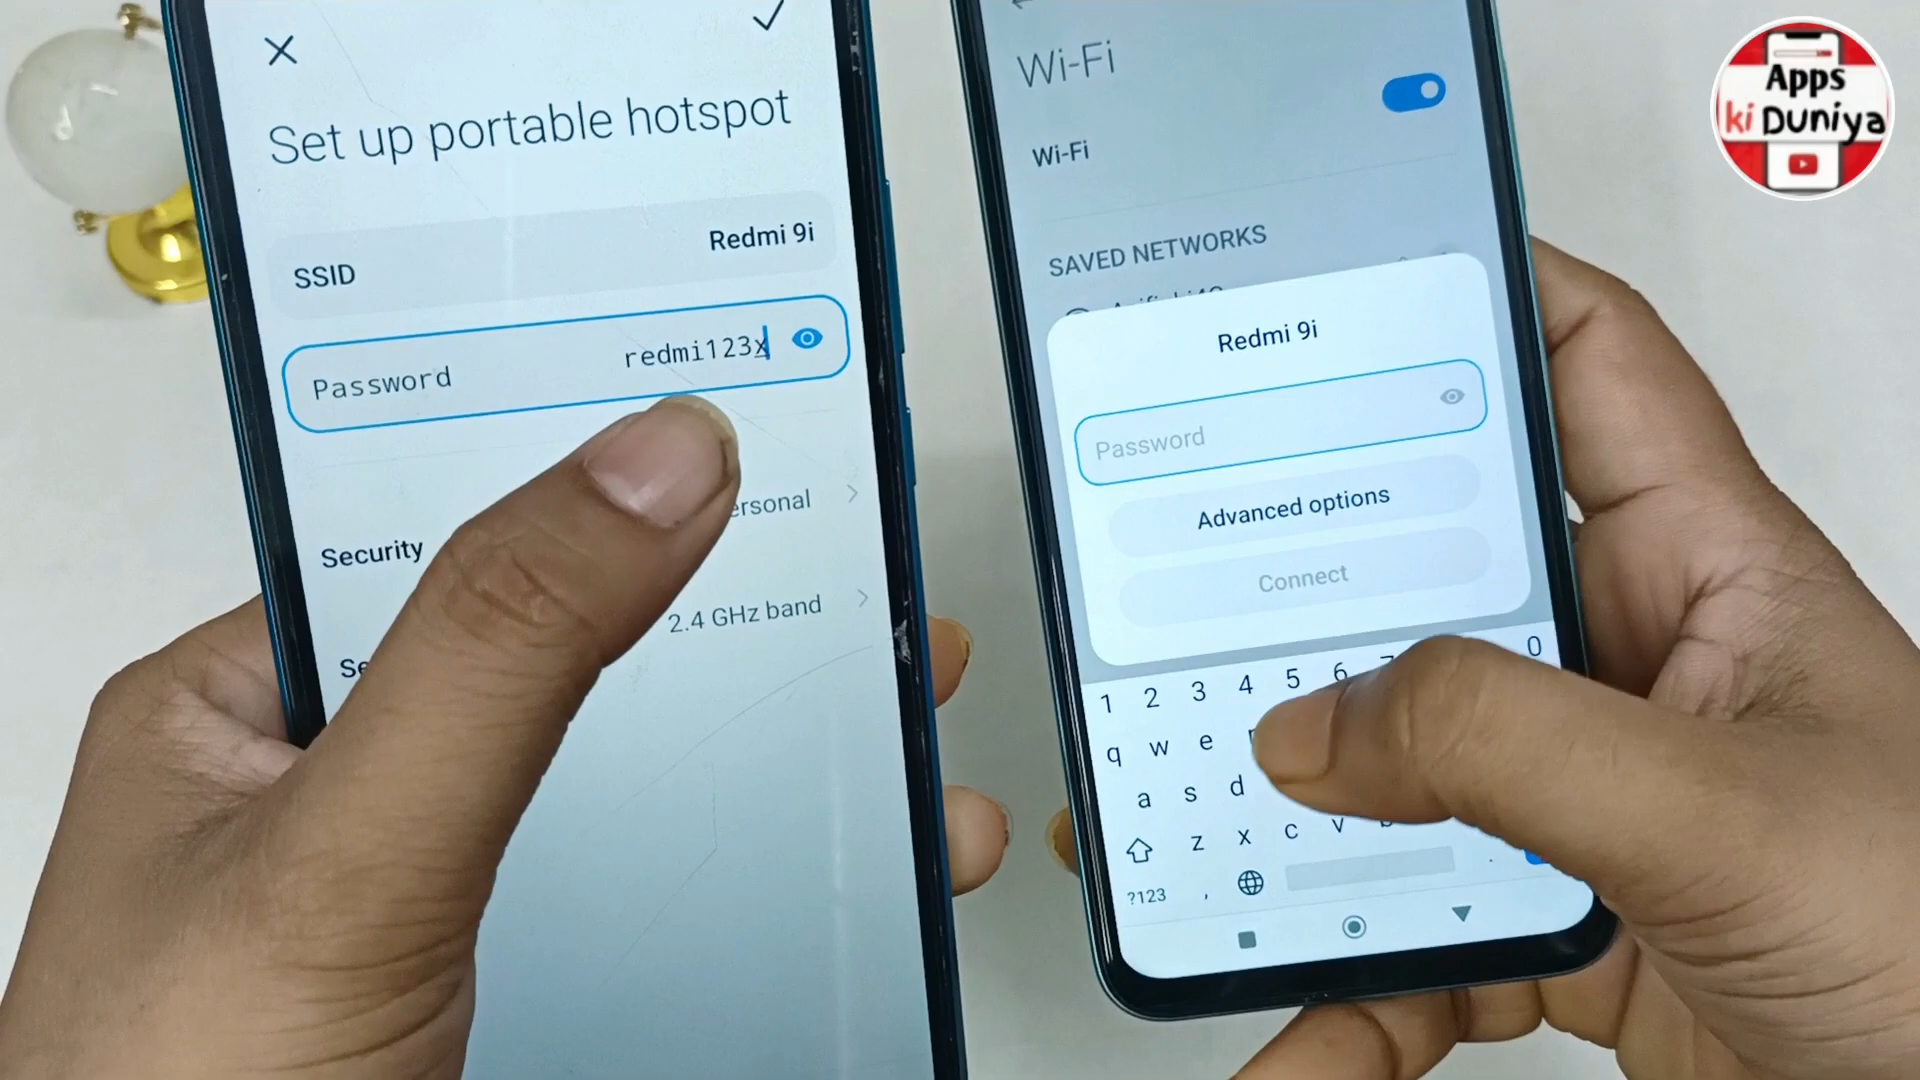 Set up portable hotspot
SSID
Redmi 9i
Password
redmi123x
Security
ersonal
2.4 GHz band
Wi-Fi
Wi-Fi
SAVED NETWORKS
Redmi 9i
Password
Advanced options
Connect
1 2 3 4 5 6 0
q w e
a s d
z x c v
?123 , .
Apps
ki Duniya